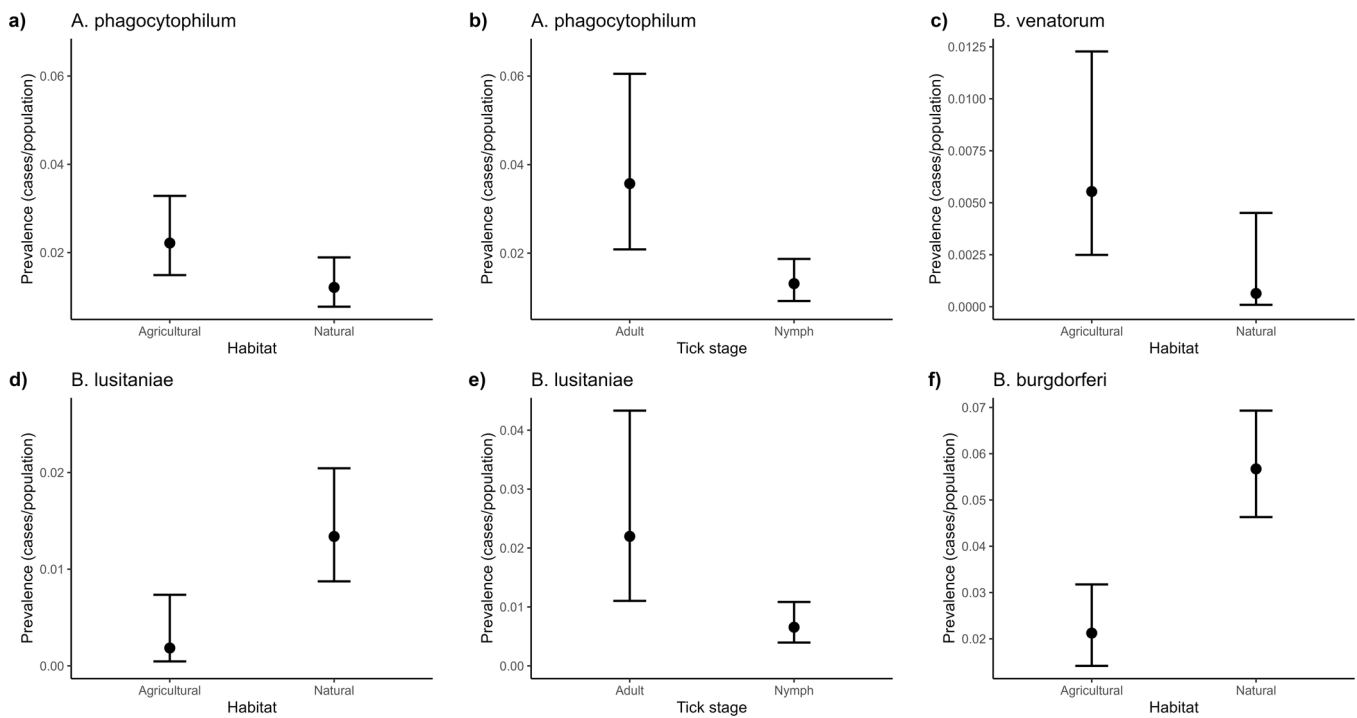 a) A. phagocytophilum
Prevalence (cases/population)
0.06
0.04
0.02
Agricultural Natural
Habitat
b) A. phagocytophilum
Prevalence (cases/population)
0.06
0.04
0.02
Adult Nymph
Tick stage
c) B. venatorum
Prevalence (cases/population)
0.0125
0.0100
0.0075
0.0050
0.0025
0.0000
Agricultural Natural
Habitat
d) B. lusitaniae
Prevalence (cases/population)
0.02
0.01
0.00
Agricultural Natural
Habitat
e) B. lusitaniae
Prevalence (cases/population)
0.04
0.03
0.02
0.01
0.00
Adult Nymph
Tick stage
f) B. burgdorferi
Prevalence (cases/population)
0.07
0.06
0.05
0.04
0.03
0.02
Agricultural Natural
Habitat